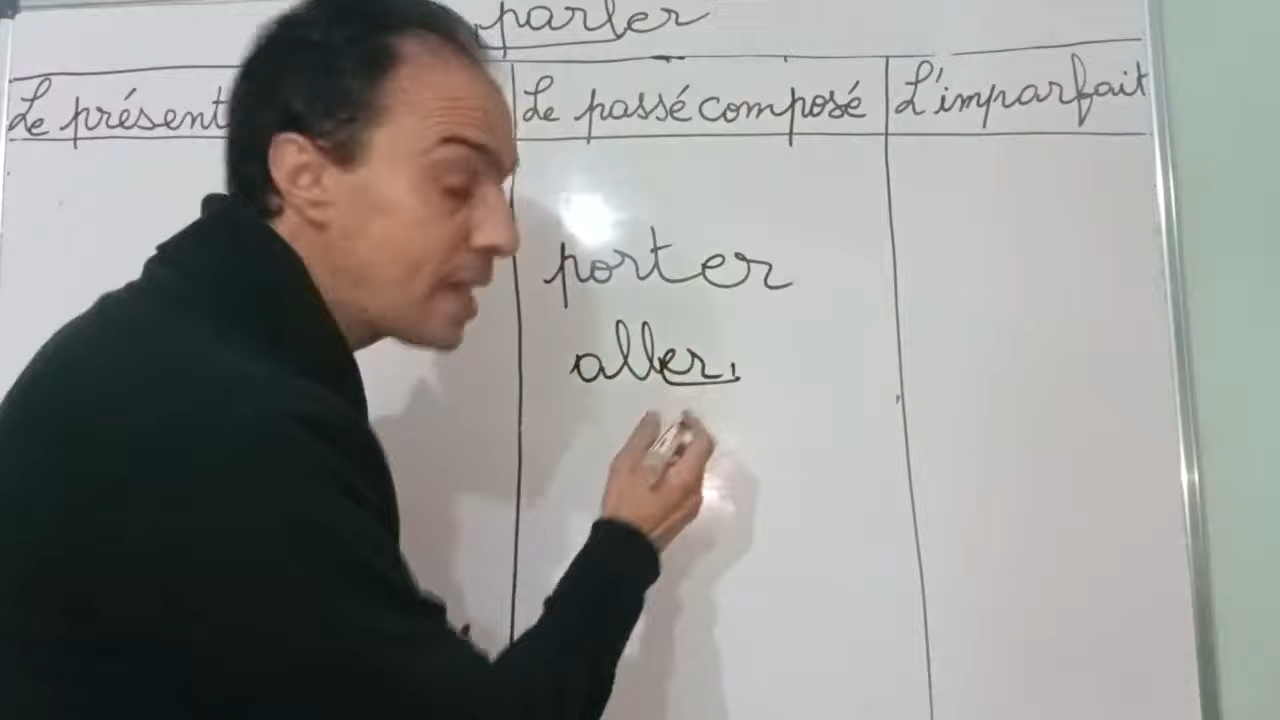 parler
Le présent Le passé composé L'imparfait
porter
aller